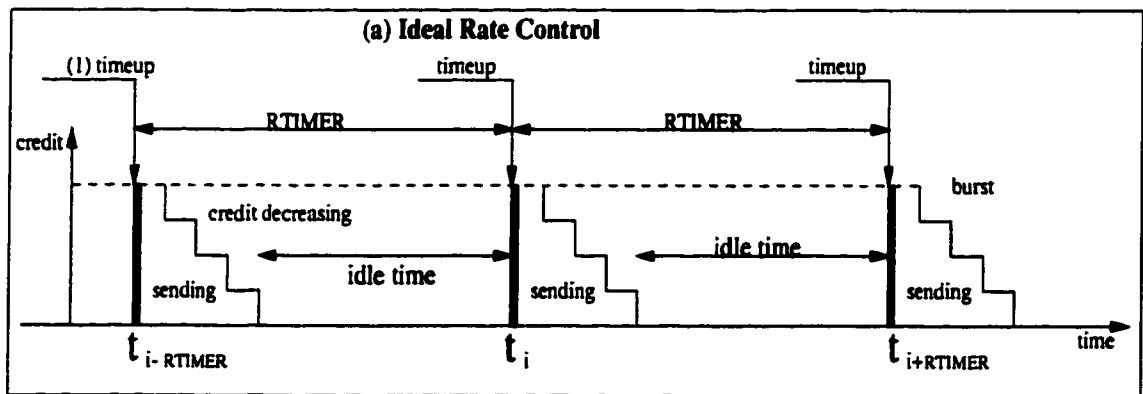 (a) Ideal Rate Control
(1) timeup
timeup
timeup
RTIMER
RTIMER
credit
burst
credit decreasing
idle time
idle time
sending
sending
sending
time
t i- RTIMER
t i
t i+RTIMER